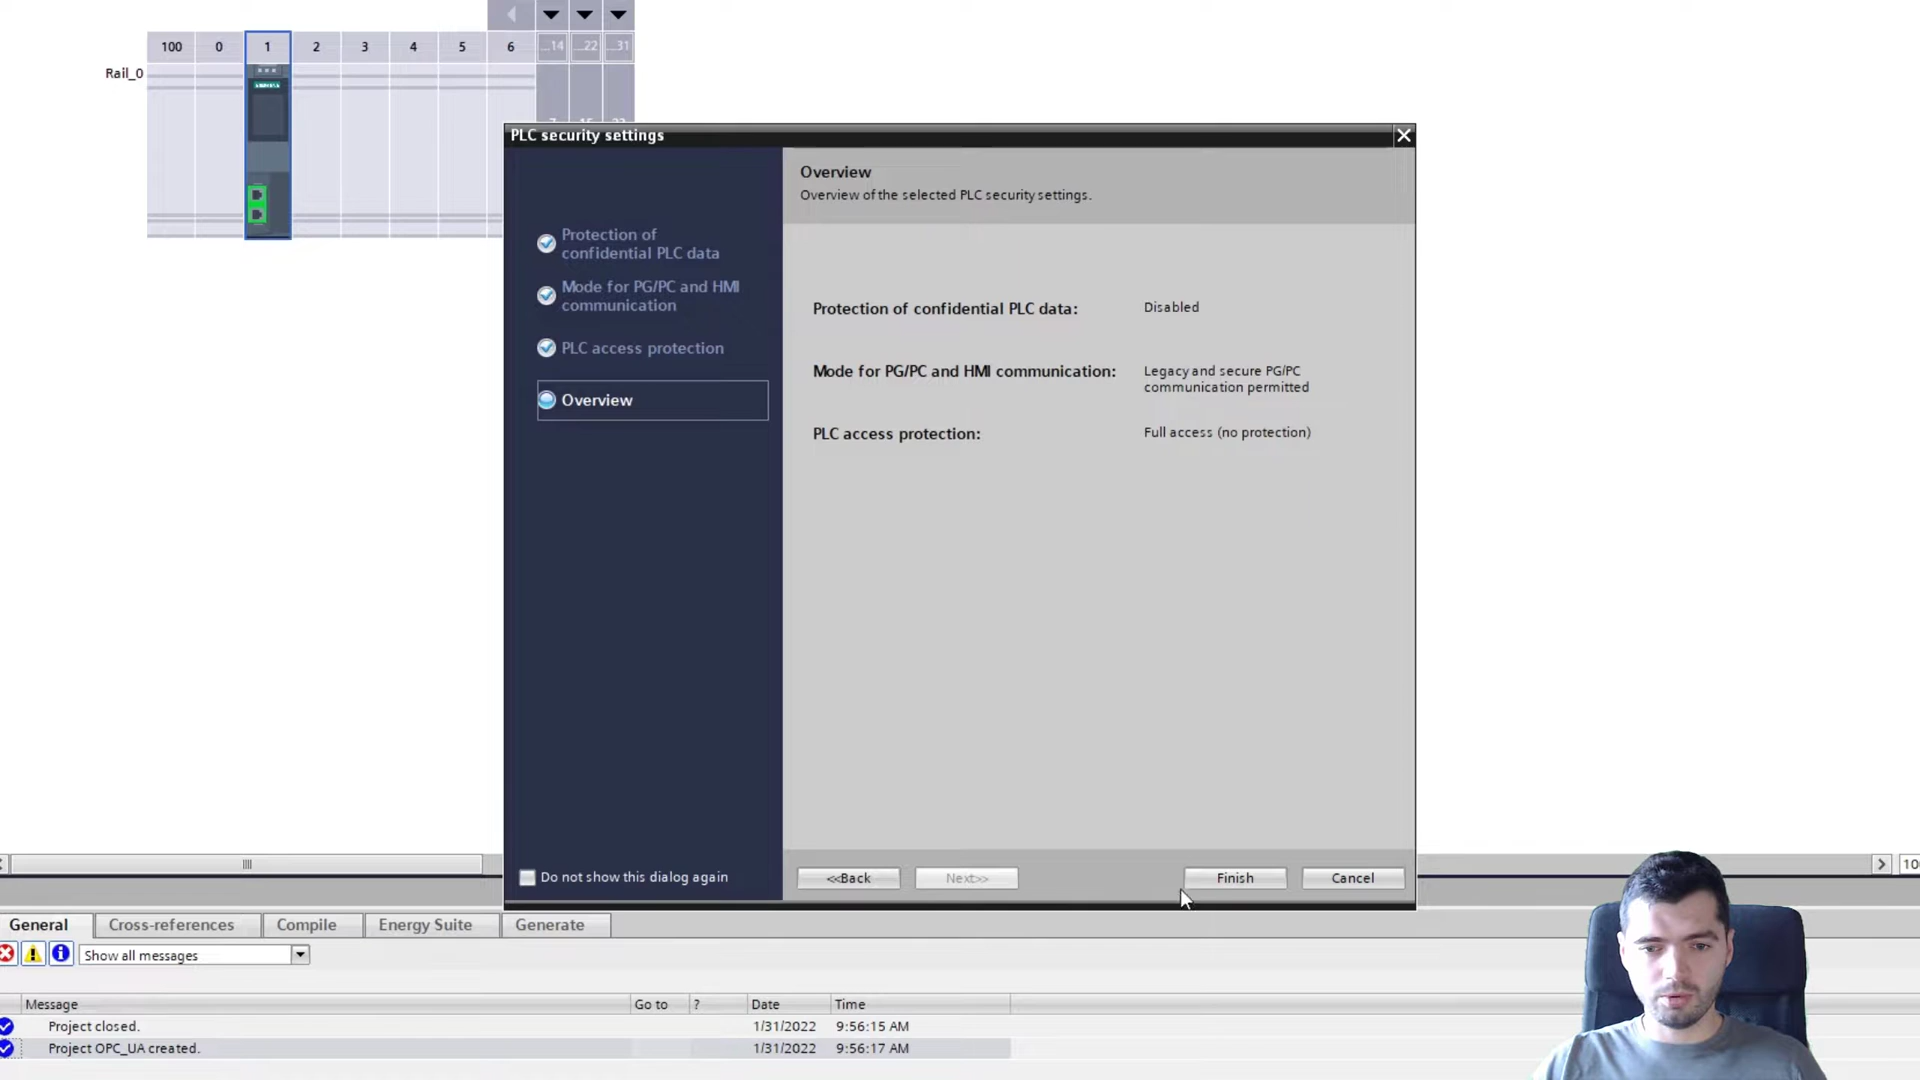 100 0 1 2 3 4 5 6 ...14 ...22 ...31
Rail_0
SIEMENS
PLC security settings
Overview
Overview of the selected PLC security settings.
Protection of
confidential PLC data
Mode for PG/PC and HMI
communication
PLC access protection
Overview
Protection of confidential PLC data: Disabled
Mode for PG/PC and HMI communication: Legacy and secure PG/PC
communication permitted
PLC access protection: Full access (no protection)
Do not show this dialog again
<<Back Next>> Finish Cancel
General Cross-references Compile Energy Suite Generate
Show all messages
Message Go to ? Date Time
Project closed. 1/31/2022 9:56:15 AM
Project OPC_UA created. 1/31/2022 9:56:17 AM